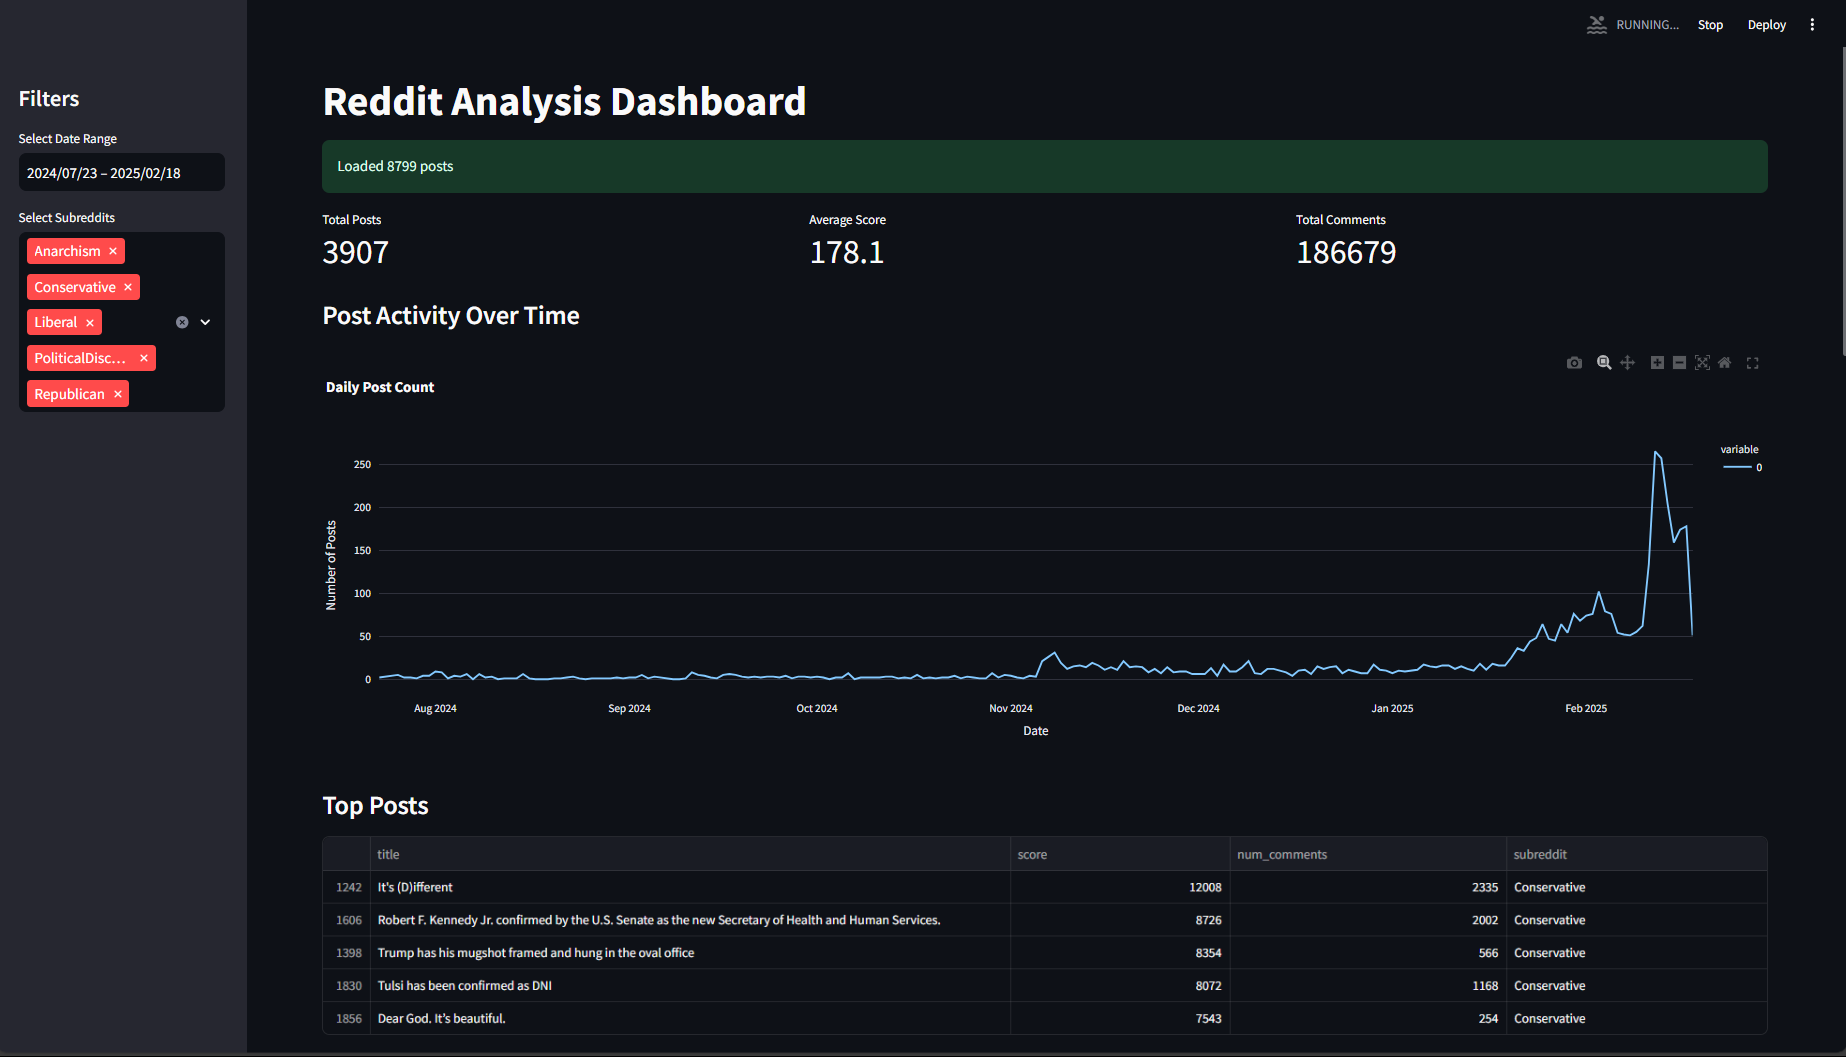 RUNNING...
Stop
Deploy
Filters
Select Date Range
2024/07/23 – 2025/02/18
Select Subreddits
Anarchism ×
Conservative ×
Liberal ×
PoliticalDisc... ×
Republican ×
Reddit Analysis Dashboard
Loaded 8799 posts
Total Posts
3907
Average Score
178.1
Total Comments
186679
Post Activity Over Time
Daily Post Count
variable
0
Number of Posts
250
200
150
100
50
0
Aug 2024 Sep 2024 Oct 2024 Nov 2024 Dec 2024 Jan 2025 Feb 2025
Date
Top Posts
title score num_comments subreddit
1242 It's (D)ifferent 12008 2335 Conservative
1606 Robert F. Kennedy Jr. confirmed by the U.S. Senate as the new Secretary of Health and Human Services. 8726 2002 Conservative
1398 Trump has his mugshot framed and hung in the oval office 8354 566 Conservative
1830 Tulsi has been confirmed as DNI 8072 1168 Conservative
1856 Dear God. It's beautiful. 7543 254 Conservative